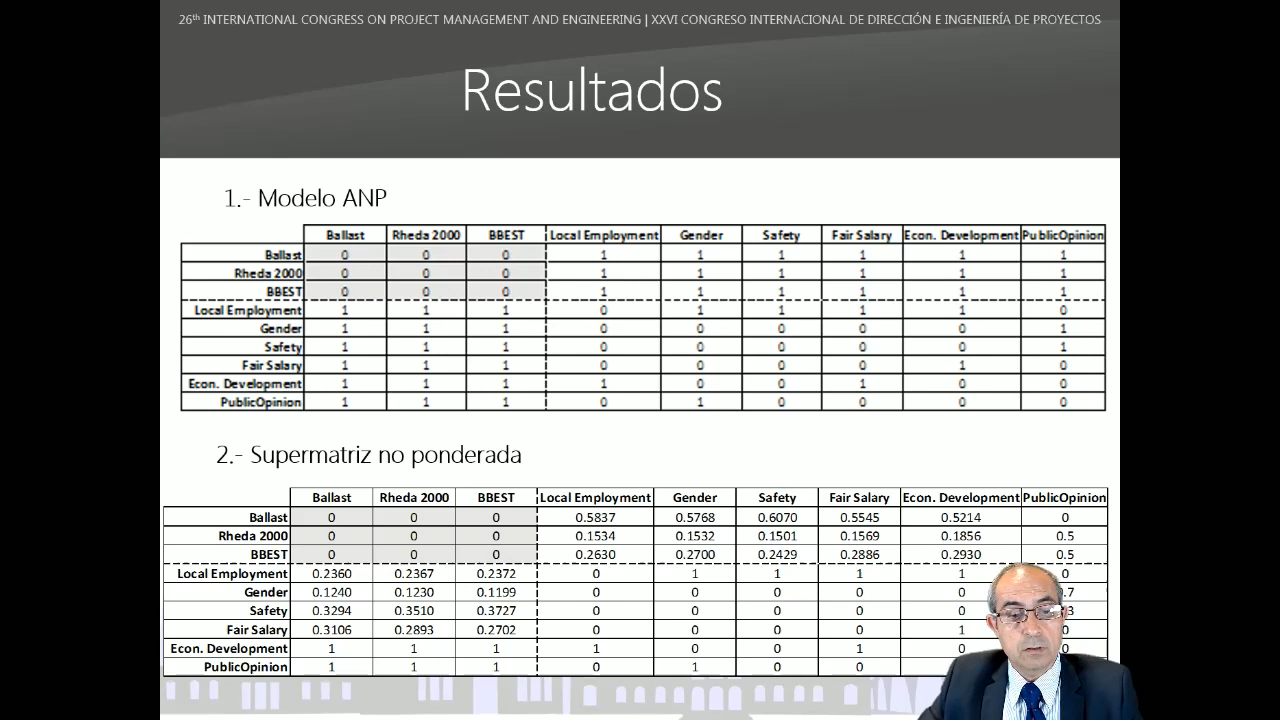 26th INTERNATIONAL CONGRESS ON PROJECT MANAGEMENT AND ENGINEERING | XXVI CONGRESO INTERNACIONAL DE DIRECCIÓN E INGENIERÍA DE PROYECTOS
Resultados
1.- Modelo ANP
Ballast Rheda 2000 BBEST Local Employment Gender Safety Fair Salary Econ. Development PublicOpinion
Ballast 0 0 0 1 1 1 1 1 1
Rheda 2000 0 0 0 1 1 1 1 1 1
BBEST 0 0 0 1 1 1 1 1 1
Local Employment 1 1 1 0 1 1 1 1 0
Gender 1 1 1 0 0 0 0 0 1
Safety 1 1 1 0 0 0 0 0 1
Fair Salary 1 1 1 0 0 0 0 1 0
Econ. Development 1 1 1 1 0 0 1 0 0
PublicOpinion 1 1 1 0 1 0 0 0 0
2.- Supermatriz no ponderada
Ballast Rheda 2000 BBEST Local Employment Gender Safety Fair Salary Econ. Development PublicOpinion
Ballast 0 0 0 0.5837 0.5768 0.6070 0.5545 0.5214 0
Rheda 2000 0 0 0 0.1534 0.1532 0.1501 0.1569 0.1856 0.5
BBEST 0 0 0 0.2630 0.2700 0.2429 0.2886 0.2930 0.5
Local Employment 0.2360 0.2367 0.2372 0 1 1 1 1 0
Gender 0.1240 0.1230 0.1199 0 0 0 0 0 .7
Safety 0.3294 0.3510 0.3727 0 0 0 0 0 3
Fair Salary 0.3106 0.2893 0.2702 0 0 0 0 1 0
Econ. Development 1 1 1 1 0 0 1 0 0
PublicOpinion 1 1 1 0 1 0 0